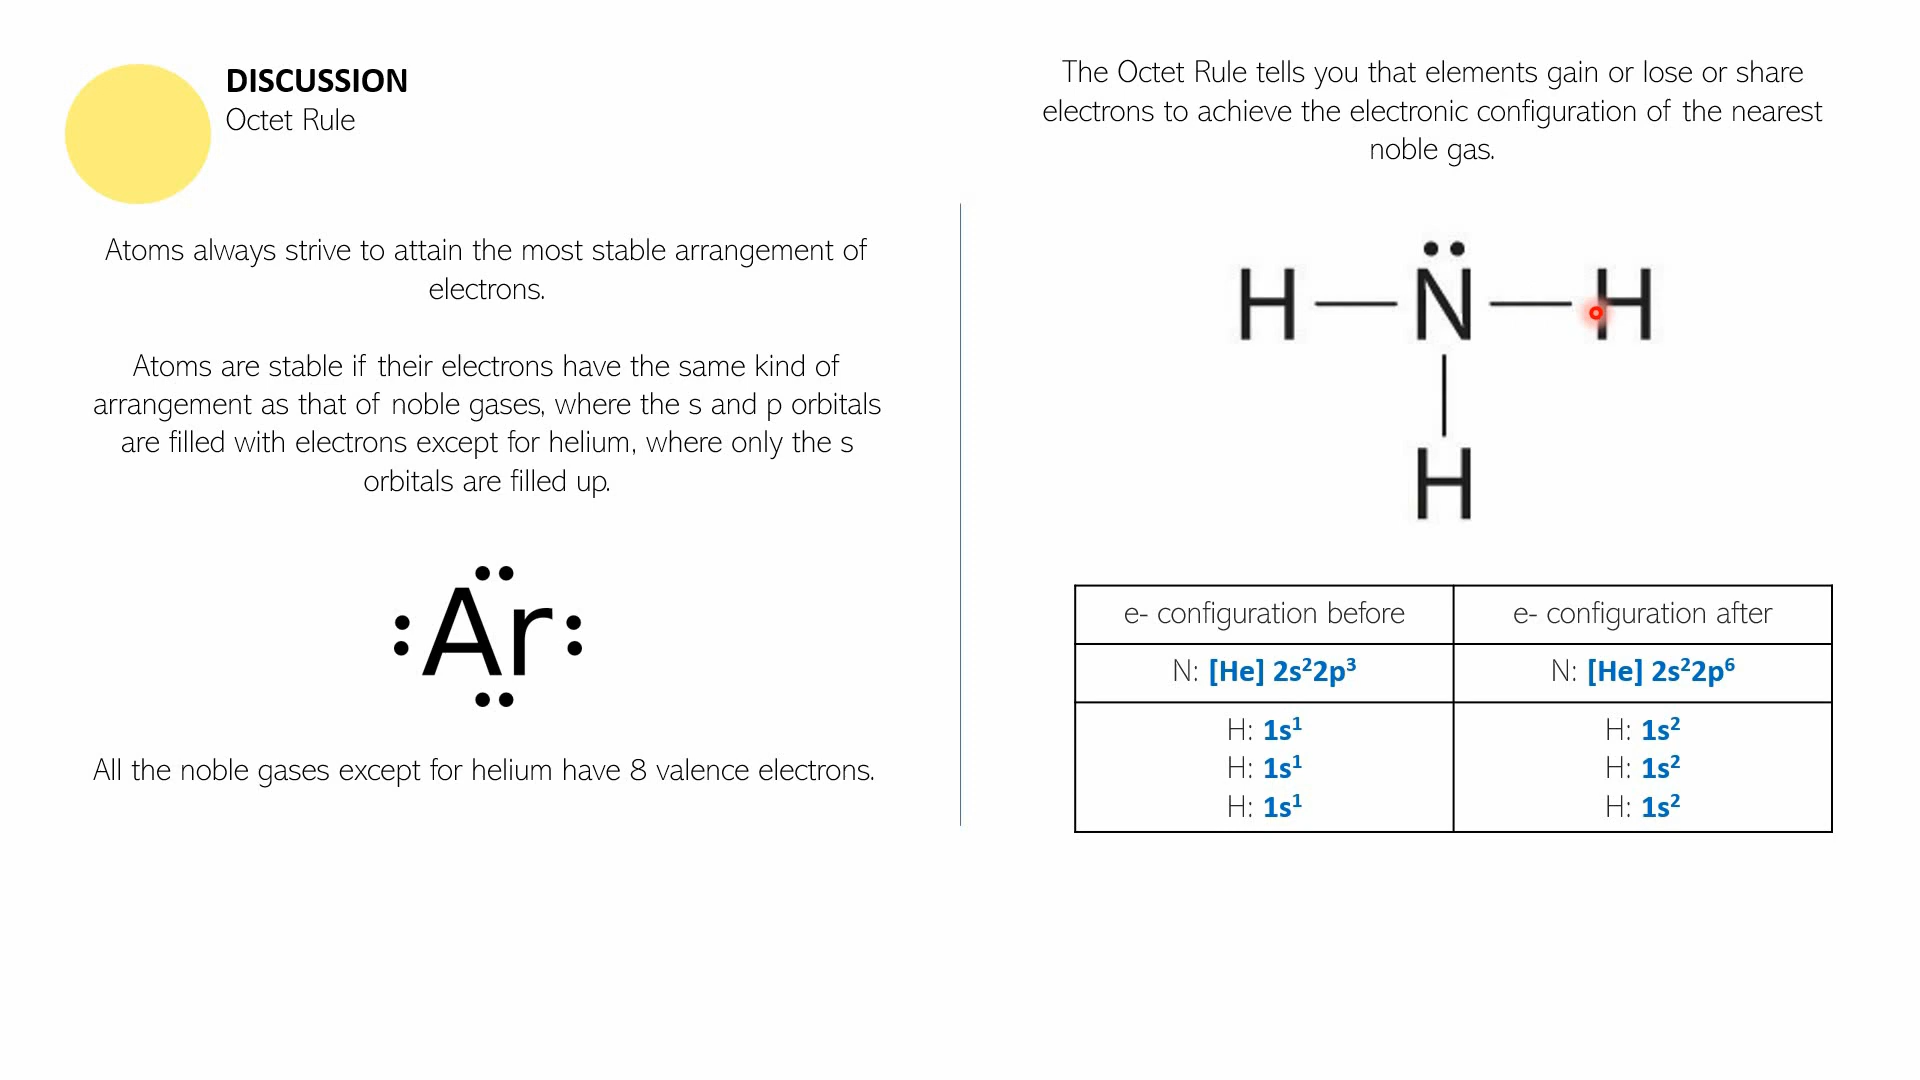 DISCUSSION
Octet Rule
Atoms always strive to attain the most stable arrangement of
electrons.
Atoms are stable if their electrons have the same kind of
arrangement as that of noble gases, where the s and p orbitals
are filled with electrons except for helium, where only the s
orbitals are filled up.
Ar
All the noble gases except for helium have 8 valence electrons.
The Octet Rule tells you that elements gain or lose or share
electrons to achieve the electronic configuration of the nearest
noble gas.
H N H
H
e- configuration before e- configuration after
N: [He] 2s²2p³ N: [He] 2s²2p⁶
H: 1s¹ H: 1s²
H: 1s¹ H: 1s²
H: 1s¹ H: 1s²